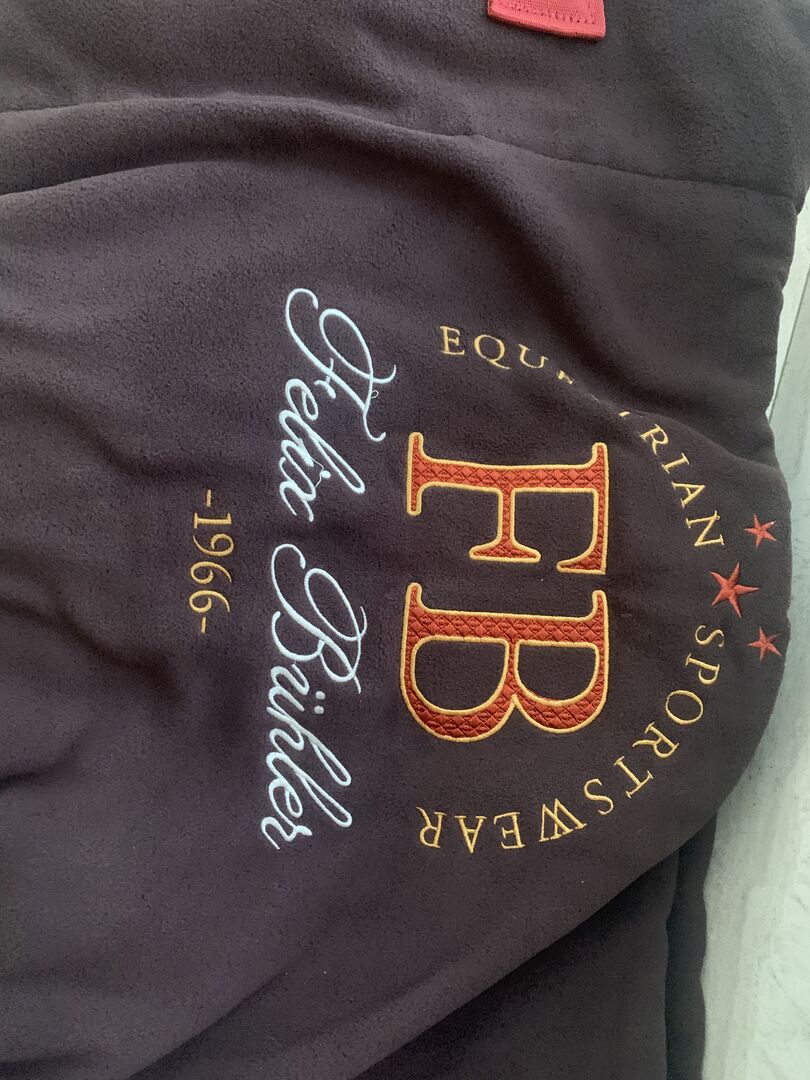 EQUESTRIAN SPORTSWEAR
FB
Felix Bühler
-1966-